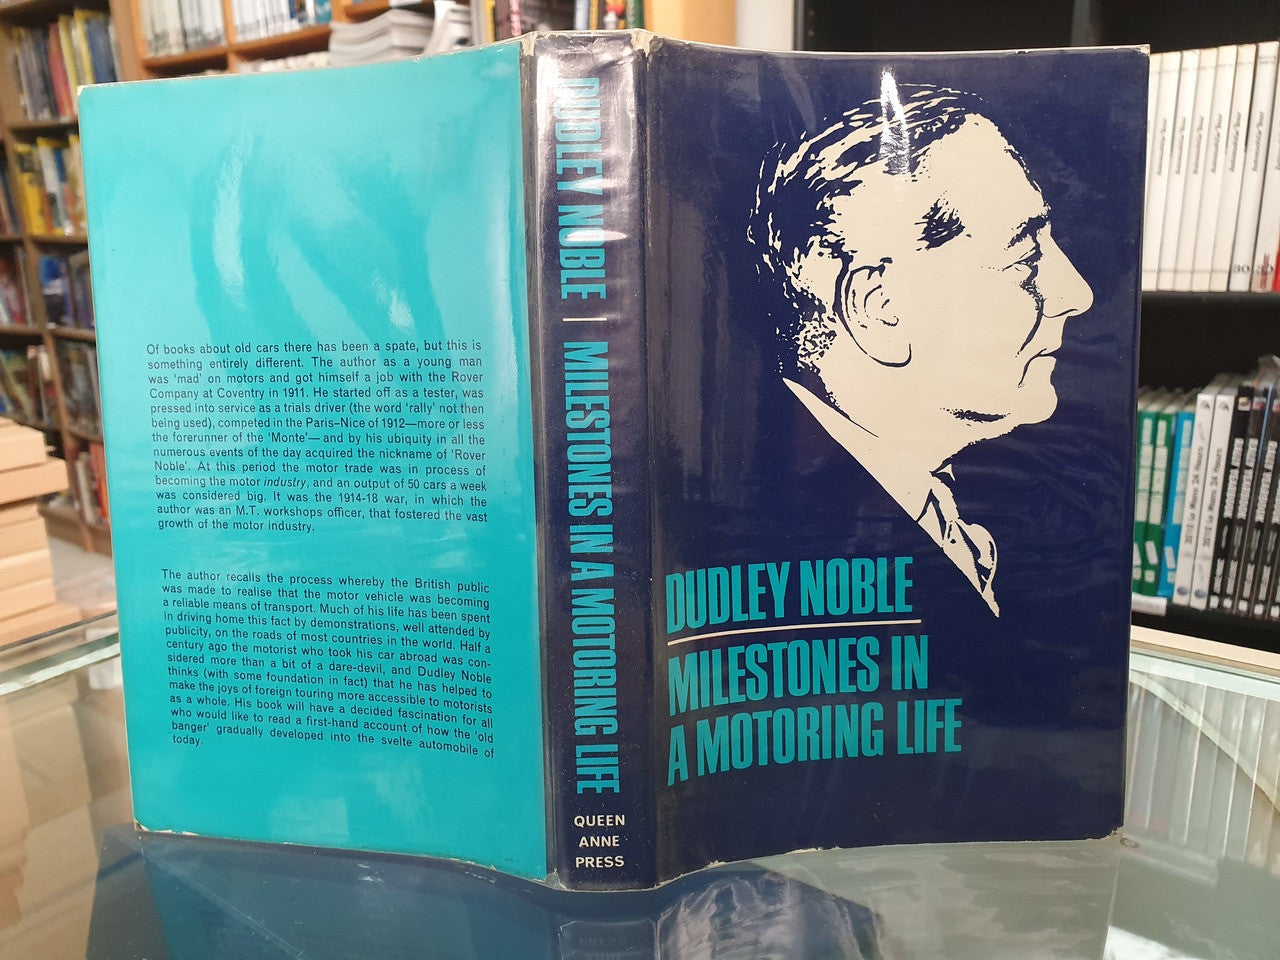 Of books about old cars there has been a spate, but this is
something entirely different. The author as a young man
was 'mad' on motors and got himself a job with the Rover
Company at Coventry in 1911. He started off as a tester, was
pressed into service as a trials driver (the word 'rally' not then
being used), competed in the Paris–Nice of 1912—more or less
the forerunner of the 'Monte'— and by his ubiquity in all the
numerous events of the day acquired the nickname of 'Rover
Noble'. At this period the motor trade was in process of
becoming the motor industry, and an output of 50 cars a week
was considered big. It was the 1914-18 war, in which the
author was an M.T. workshops officer, that fostered the vast
growth of the motor industry.
The author recalls the process whereby the British public
was made to realise that the motor vehicle was becoming
a reliable means of transport. Much of his life has been spent
in driving home this fact by demonstrations, well attended by
publicity, on the roads of most countries in the world. Half a
century ago the motorist who took his car abroad was con-
sidered more than a bit of a dare-devil, and Dudley Noble
thinks (with some foundation in fact) that he has helped to
make the joys of foreign touring more accessible to motorists
as a whole. His book will have a decided fascination for all
who would like to read a first-hand account of how the 'old
banger' gradually developed into the svelte automobile of
today.
DUDLEY NOBLE | MILESTONES IN A MOTORING LIFE
QUEEN
ANNE
PRESS
DUDLEY NOBLE
MILESTONES IN
A MOTORING LIFE